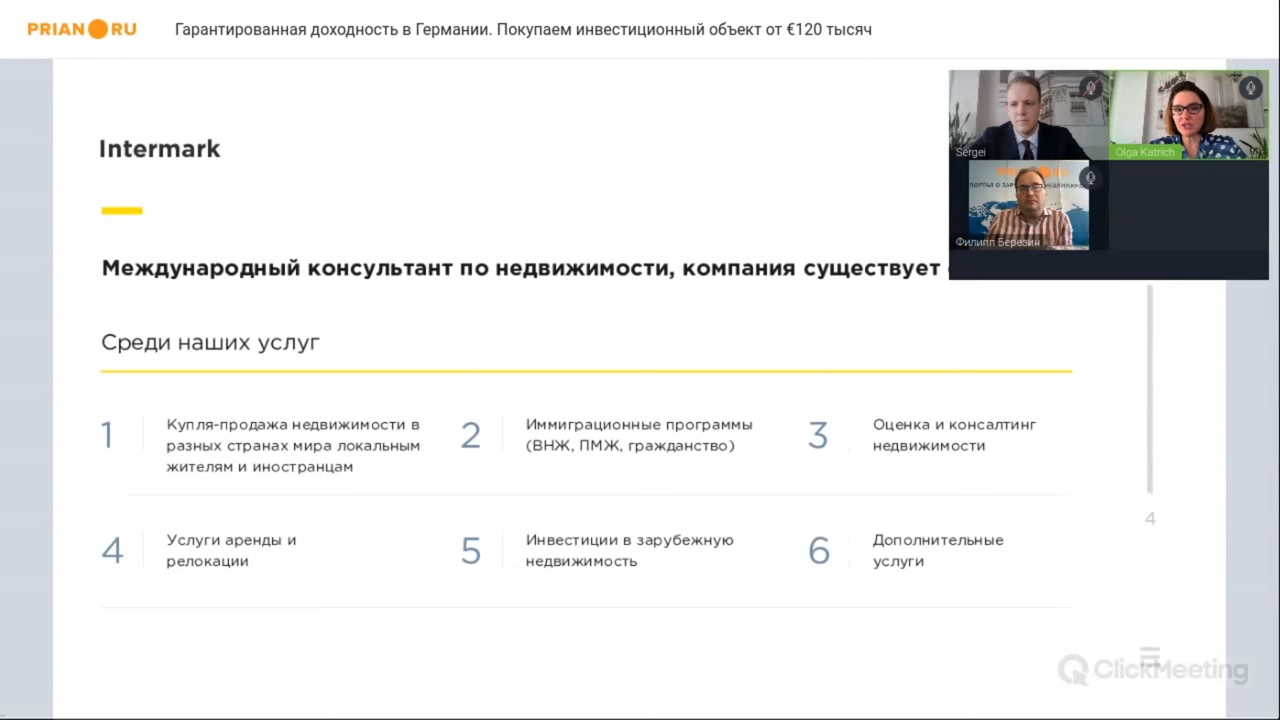 PRIAN RU
Гарантированная доходность в Германии. Покупаем инвестиционный объект от €120 тысяч
Intermark
Международный консультант по недвижимости, компания существует
Sergei
Olga Katrich
Филипп Березин
Среди наших услуг
1
Купля-продажа недвижимости в
разных странах мира локальным
жителям и иностранцам
2
Иммиграционные программы
(ВНЖ, ПМЖ, гражданство)
3
Оценка и консалтинг
недвижимости
4
Услуги аренды и
релокации
5
Инвестиции в зарубежную
недвижимость
6
Дополнительные
услуги
4
ClickMeeting